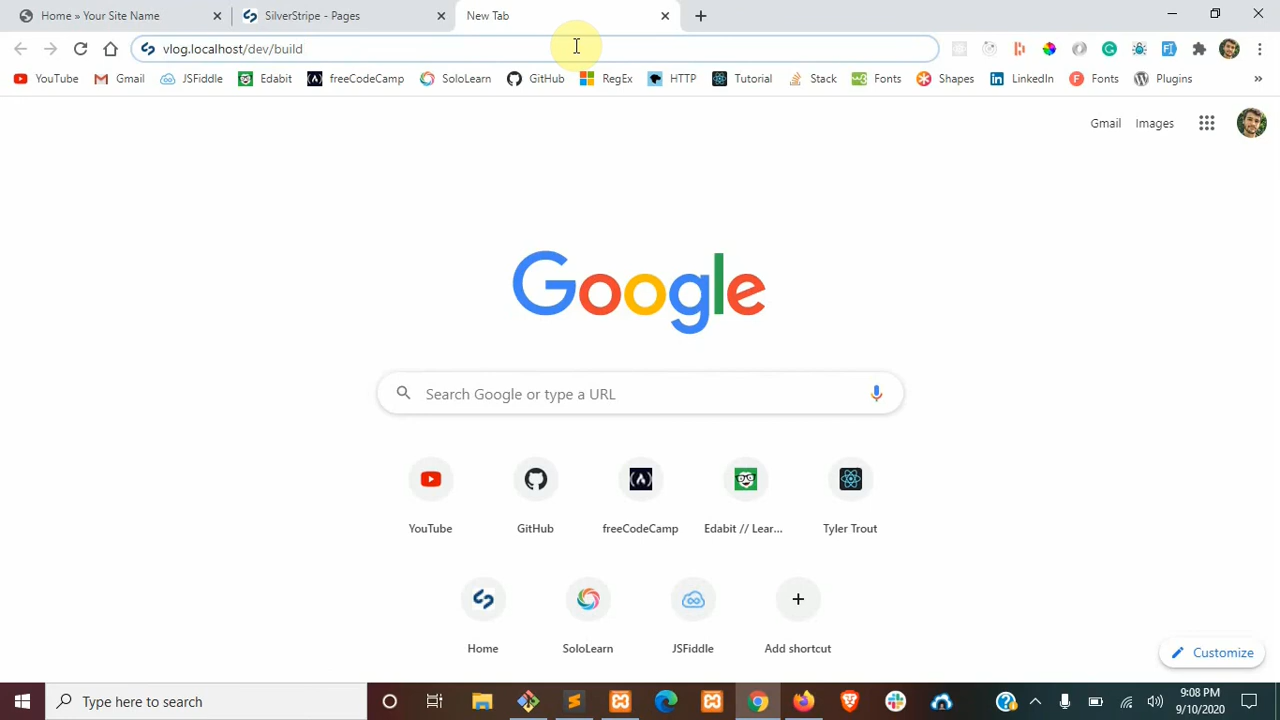 Home » Your Site Name
SilverStripe - Pages
New Tab
vlog.localhost/dev/build
YouTube
Gmail
JSFiddle
Edabit
freeCodeCamp
SoloLearn
GitHub
RegEx
HTTP
Tutorial
Stack
Fonts
Shapes
LinkedIn
Fonts
Plugins
»
Gmail
Images
Google
Search Google or type a URL
YouTube
GitHub
freeCodeCamp
Edabit // Lear...
Tyler Trout
Home
SoloLearn
JSFiddle
Add shortcut
Customize
Type here to search
9:08 PM
9/10/2020